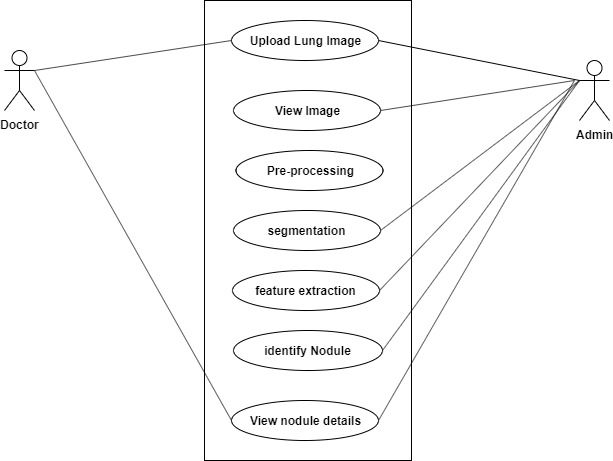 Upload Lung Image
View Image
Doctor
Admin
Pre-processing
segmentation
feature extraction
identify Nodule
View nodule details